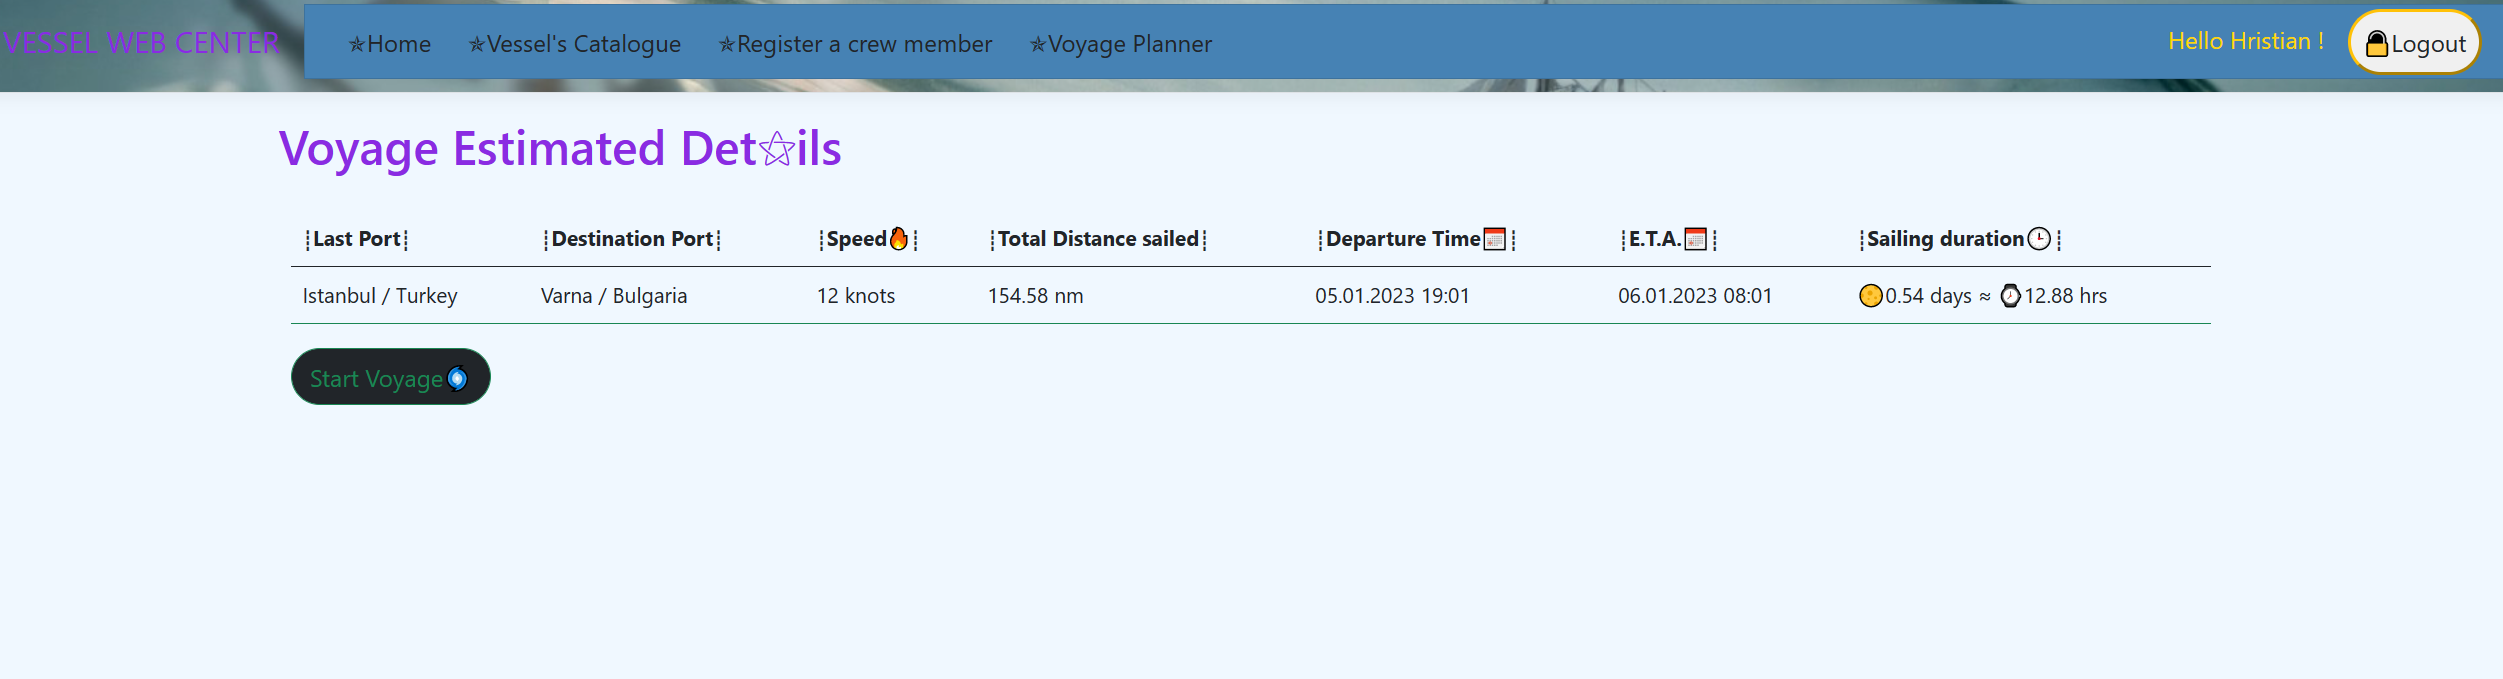 VESSEL WEB CENTER ✯Home ✯Vessel's Catalogue ✯Register a crew member ✯Voyage Planner Hello Hristian ! 🔒Logout
Voyage Estimated Det⛤ils
┊Last Port┊ ┊Destination Port┊ ┊Speed🔥┊ ┊Total Distance sailed┊ ┊Departure Time📅┊ ┊E.T.A.📅┊ ┊Sailing duration🕒┊
Istanbul / Turkey Varna / Bulgaria 12 knots 154.58 nm 05.01.2023 19:01 06.01.2023 08:01 🌕0.54 days ≈ ⌚12.88 hrs
Start Voyage🌀